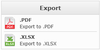 Export
.PDF
Export to .PDF
.XLSX
Export to .XLSX